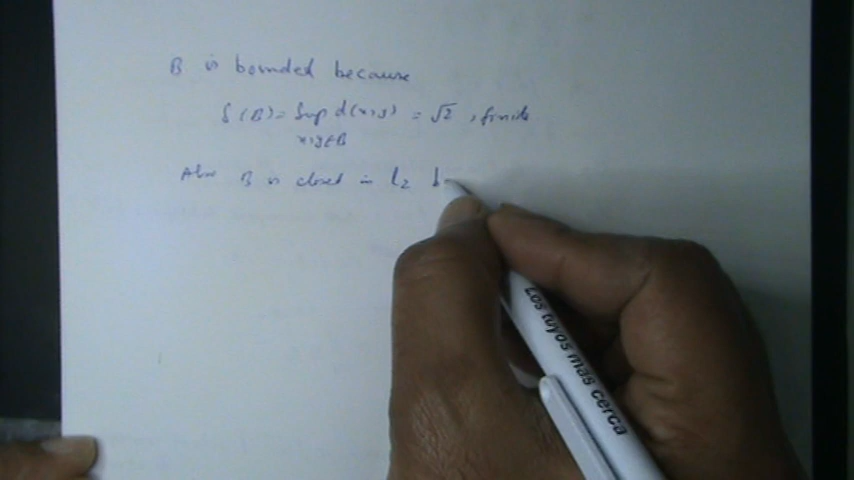 B is bounded because
δ(B) = Sup d(x,y) = √2, finite
x,y∈B
Also B is closed in l₂ b
Los tuyos más cerca